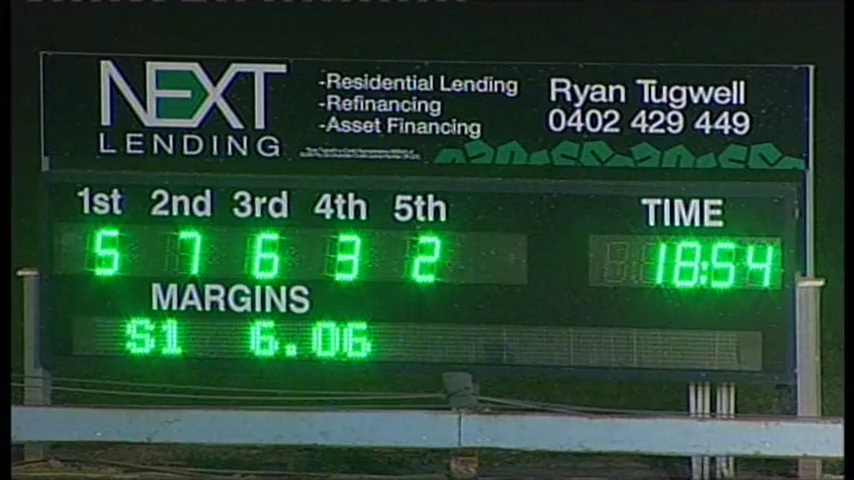 NEXT
LENDING
-Residential Lending
-Refinancing
-Asset Financing
Ryan Tugwell
0402 429 449
1st 2nd 3rd 4th 5th
TIME
5 7 6 3 2
18:54
MARGINS
S1 6.06